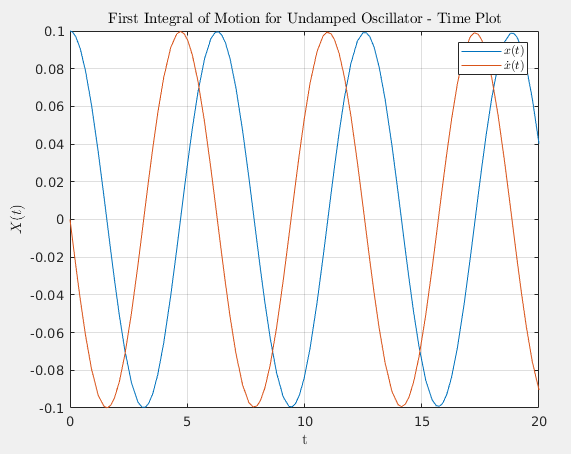 First Integral of Motion for Undamped Oscillator - Time Plot
x(t)
ẋ(t)
0.1
0.08
0.06
0.04
0.02
0
-0.02
-0.04
-0.06
-0.08
-0.1
X(t)
0 5 10 15 20
t